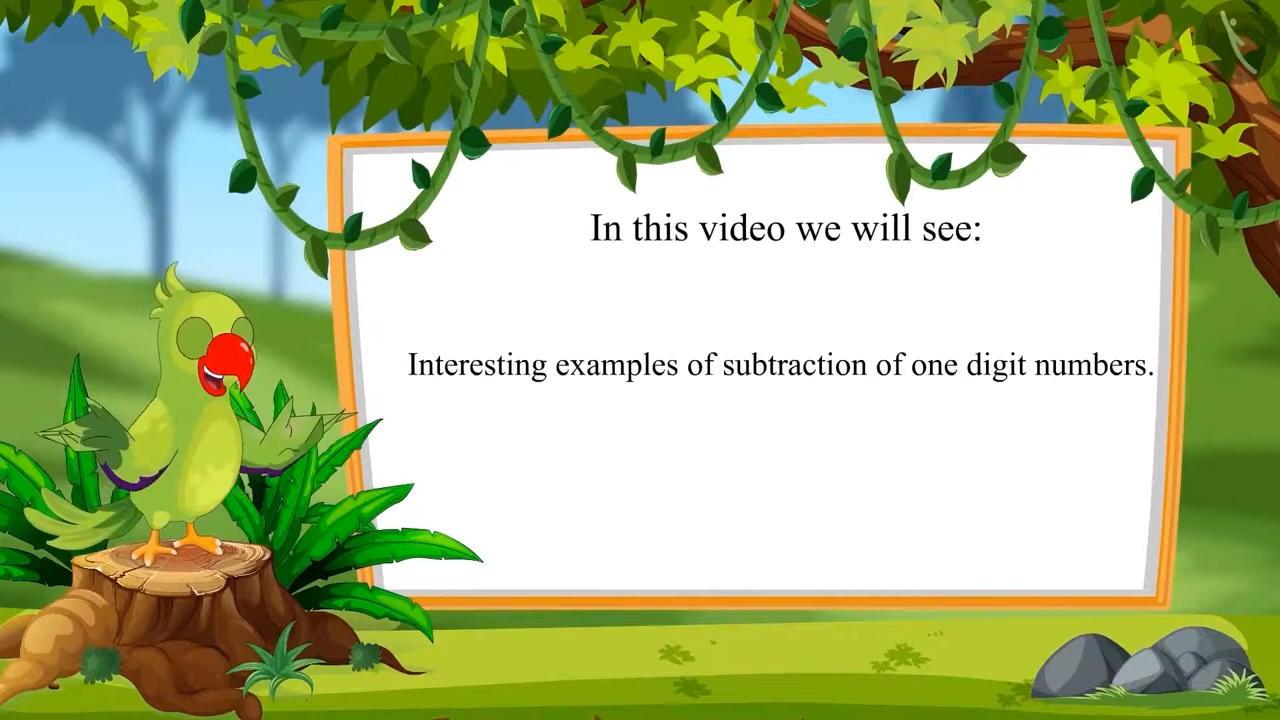 In this video we will see:
Interesting examples of subtraction of one digit numbers.